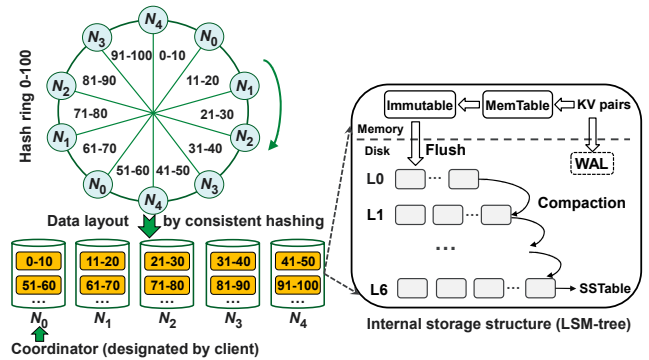 Hash ring 0-100
N4
N3
N0
91-100
0-10
N2
81-90
11-20
N1
71-80
21-30
N1
61-70
31-40
N2
51-60
41-50
N0
N3
N4
Data layout
by consistent hashing
0-10
11-20
21-30
31-40
41-50
51-60
61-70
71-80
81-90
91-100
...
...
...
...
...
N0
N1
N2
N3
N4
Coordinator (designated by client)
Immutable
MemTable
KV pairs
Memory
Disk
Flush
WAL
L0
...
Compaction
L1
...
...
L6
...
SSTable
Internal storage structure (LSM-tree)